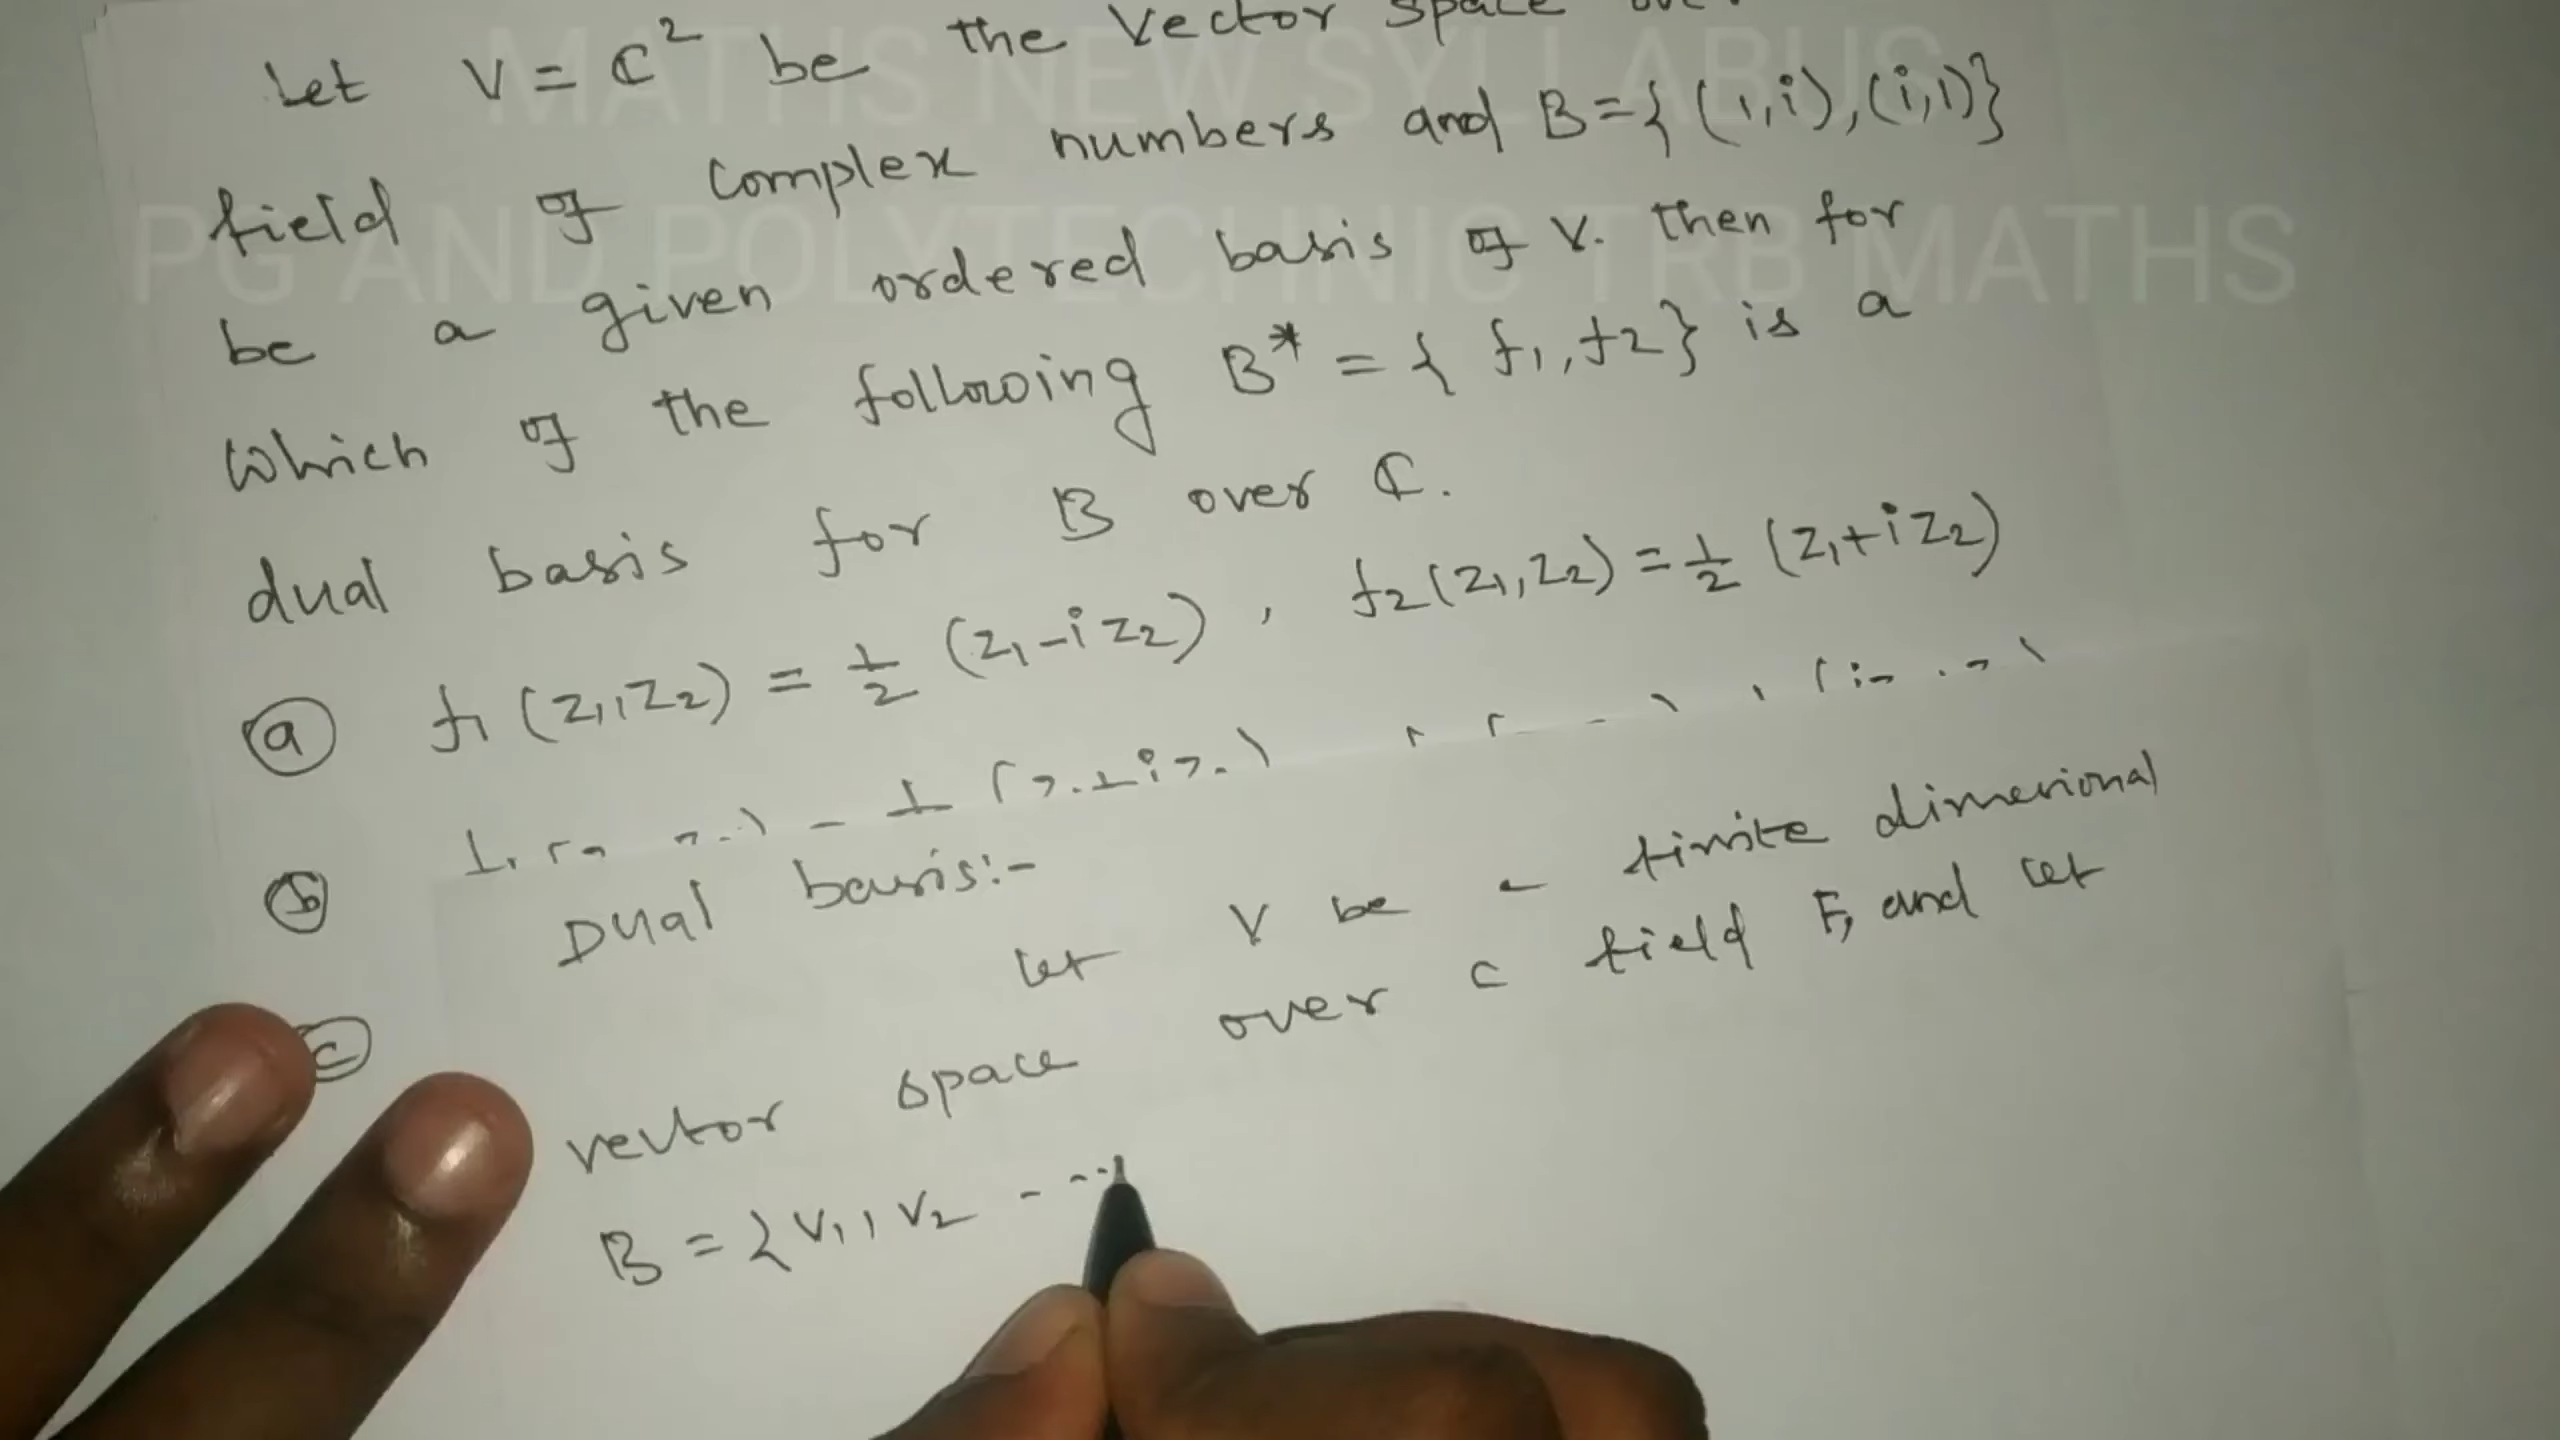 Let V = ℂ² be the vector space
field of complex numbers and B={(1,i),(i,1)}
be a given ordered basis of V. Then for
which of the following B* = {f₁,f₂} is a
dual basis for B over ℂ.
ⓐ f₁(z₁,z₂) = ½ (z₁-iz₂), f₂(z₁,z₂) = ½ (z₁+iz₂)
ⓑ
ⓒ
Dual basis:-
Let V be a finite dimensional
vector space over a field F, and let
B = {v₁, v₂ - - ..
MATHS NEW SYLLABUS
PG AND POLYTECHNIC TRB MATHS